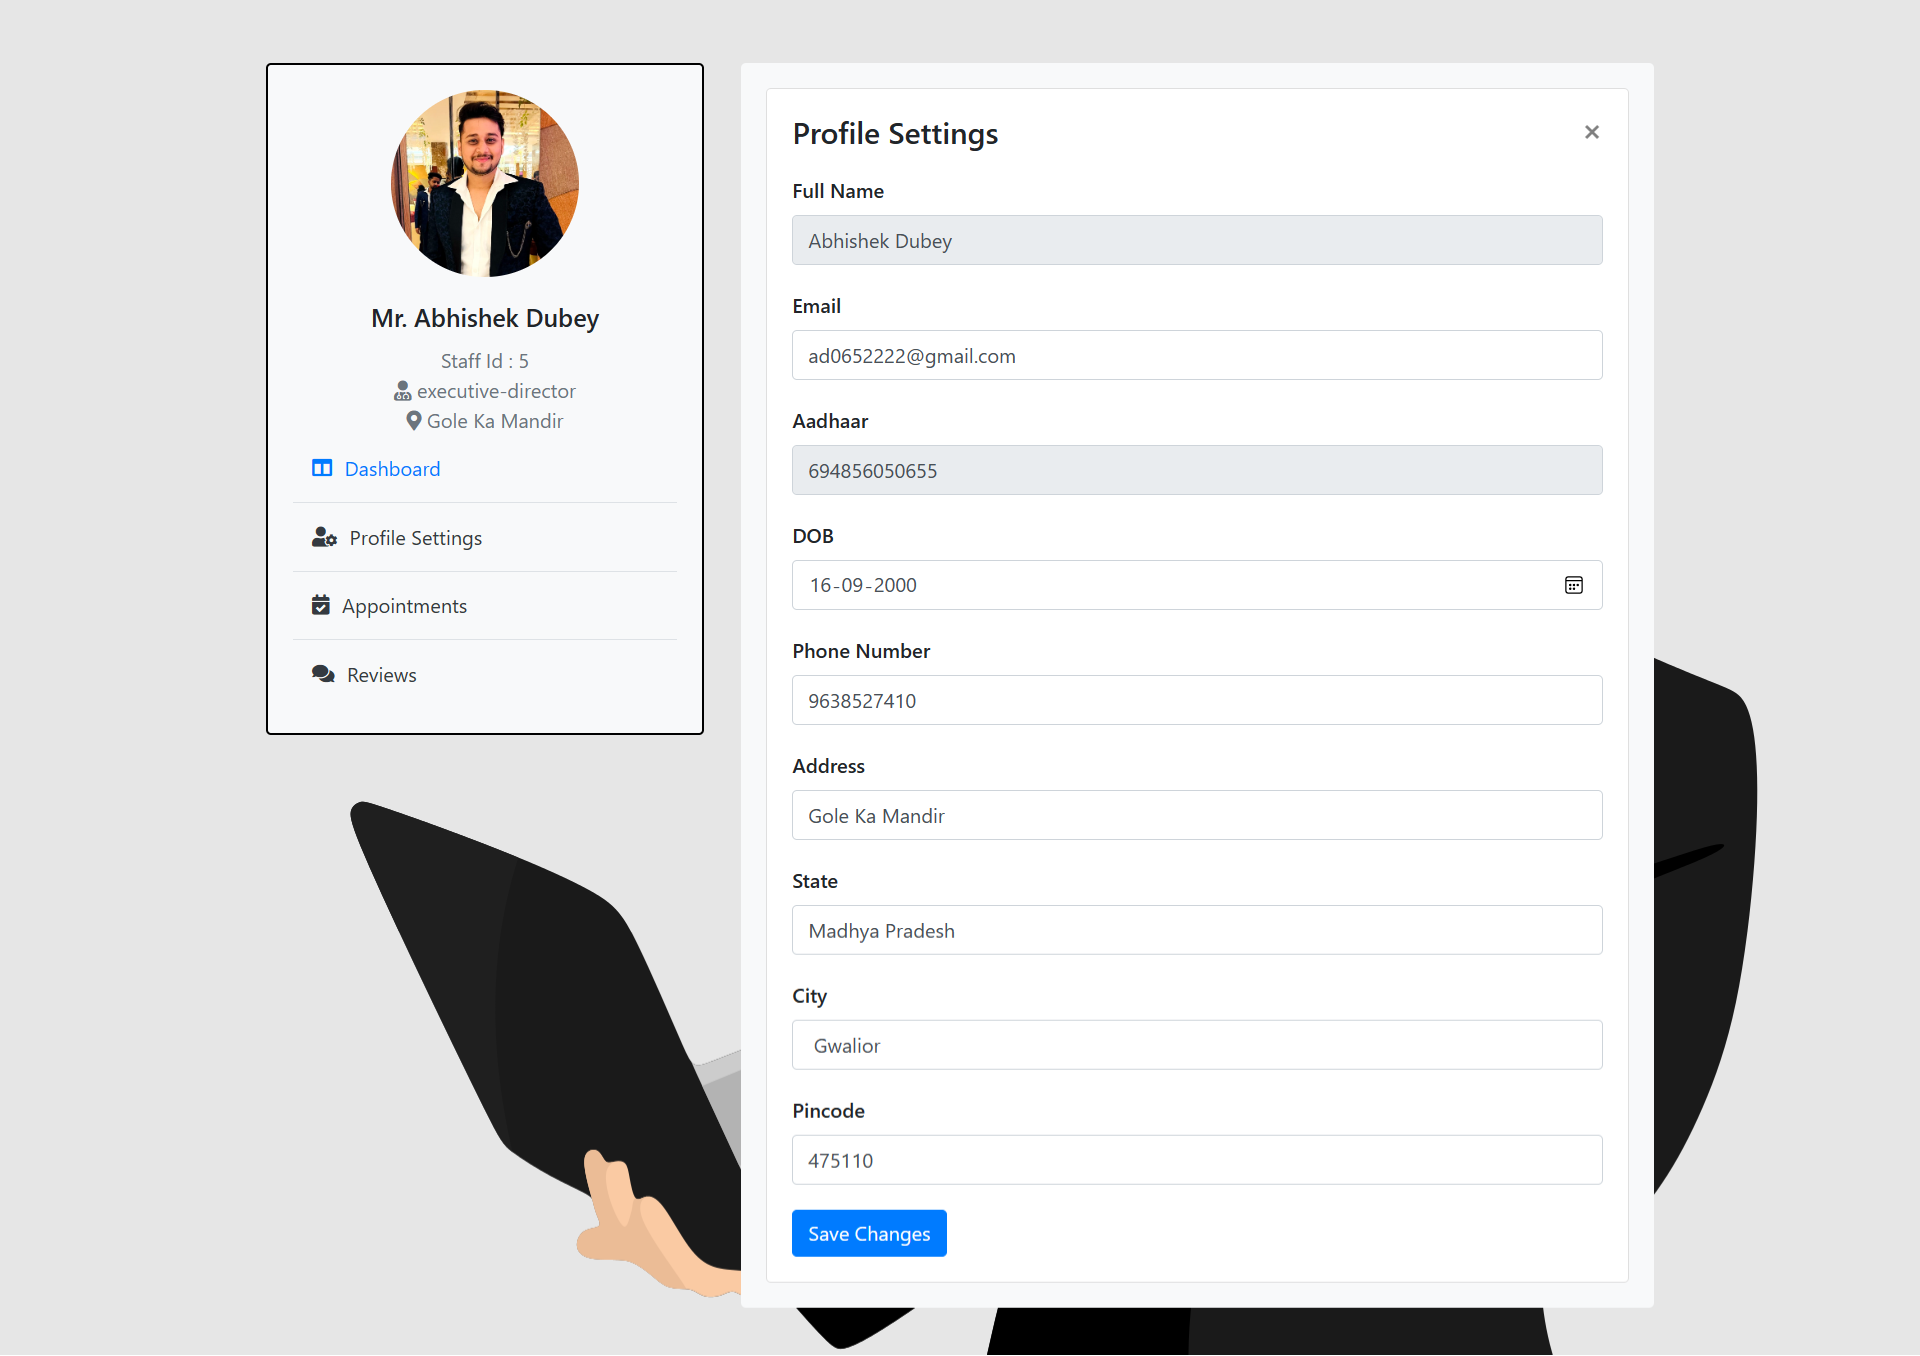 Mr. Abhishek Dubey
Staff Id : 5
executive-director
Gole Ka Mandir
Dashboard
Profile Settings
Appointments
Reviews
Profile Settings
Full Name
Abhishek Dubey
Email
ad0652222@gmail.com
Aadhaar
694856050655
DOB
16-09-2000
Phone Number
9638527410
Address
Gole Ka Mandir
State
Madhya Pradesh
City
Gwalior
Pincode
475110
Save Changes